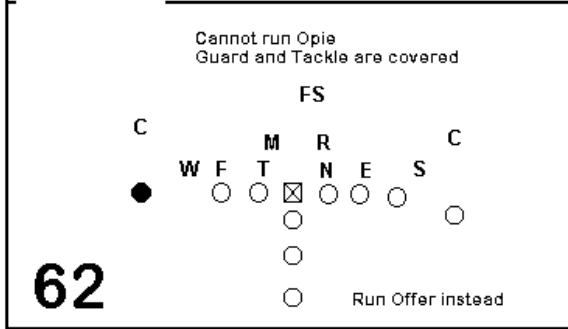 Cannot run Opie
Guard and Tackle are covered
FS
C
C
M R
W F T N E S
62
Run Offer instead